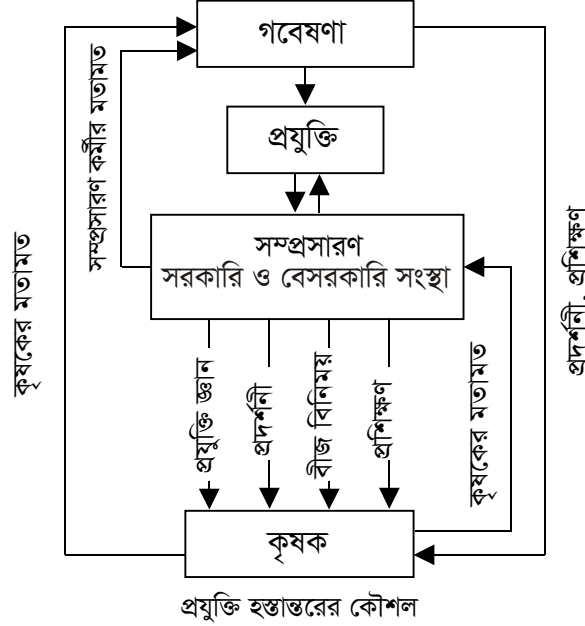 গবেষণা
প্রযুক্তি
সম্প্রসারণ
সরকারি ও বেসরকারি সংস্থা
সম্প্রসারণ কর্মীর মতামত
কৃষকের মতামত
প্রদর্শনী, প্রশিক্ষণ
প্রযুক্তি জ্ঞান
প্রদর্শনী
বীজ বিনিময়
প্রশিক্ষণ
কৃষকের মতামত
কৃষক
প্রযুক্তি হস্তান্তরের কৌশল